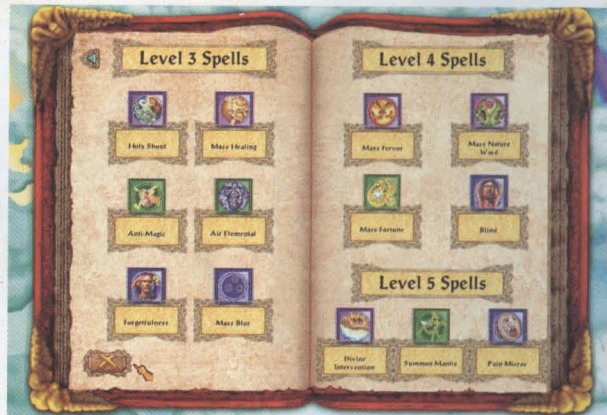 Level 3 Spells
Holy Shout
Mass Healing
Anti-Magic
Air Elemental
Forgetfulness
Mass Blur
Level 4 Spells
Mass Fervor
Mass Nature
Ward
Mass Fortune
Blind
Level 5 Spells
Divine
Intervention
Summon Mantis
Pain Mirror